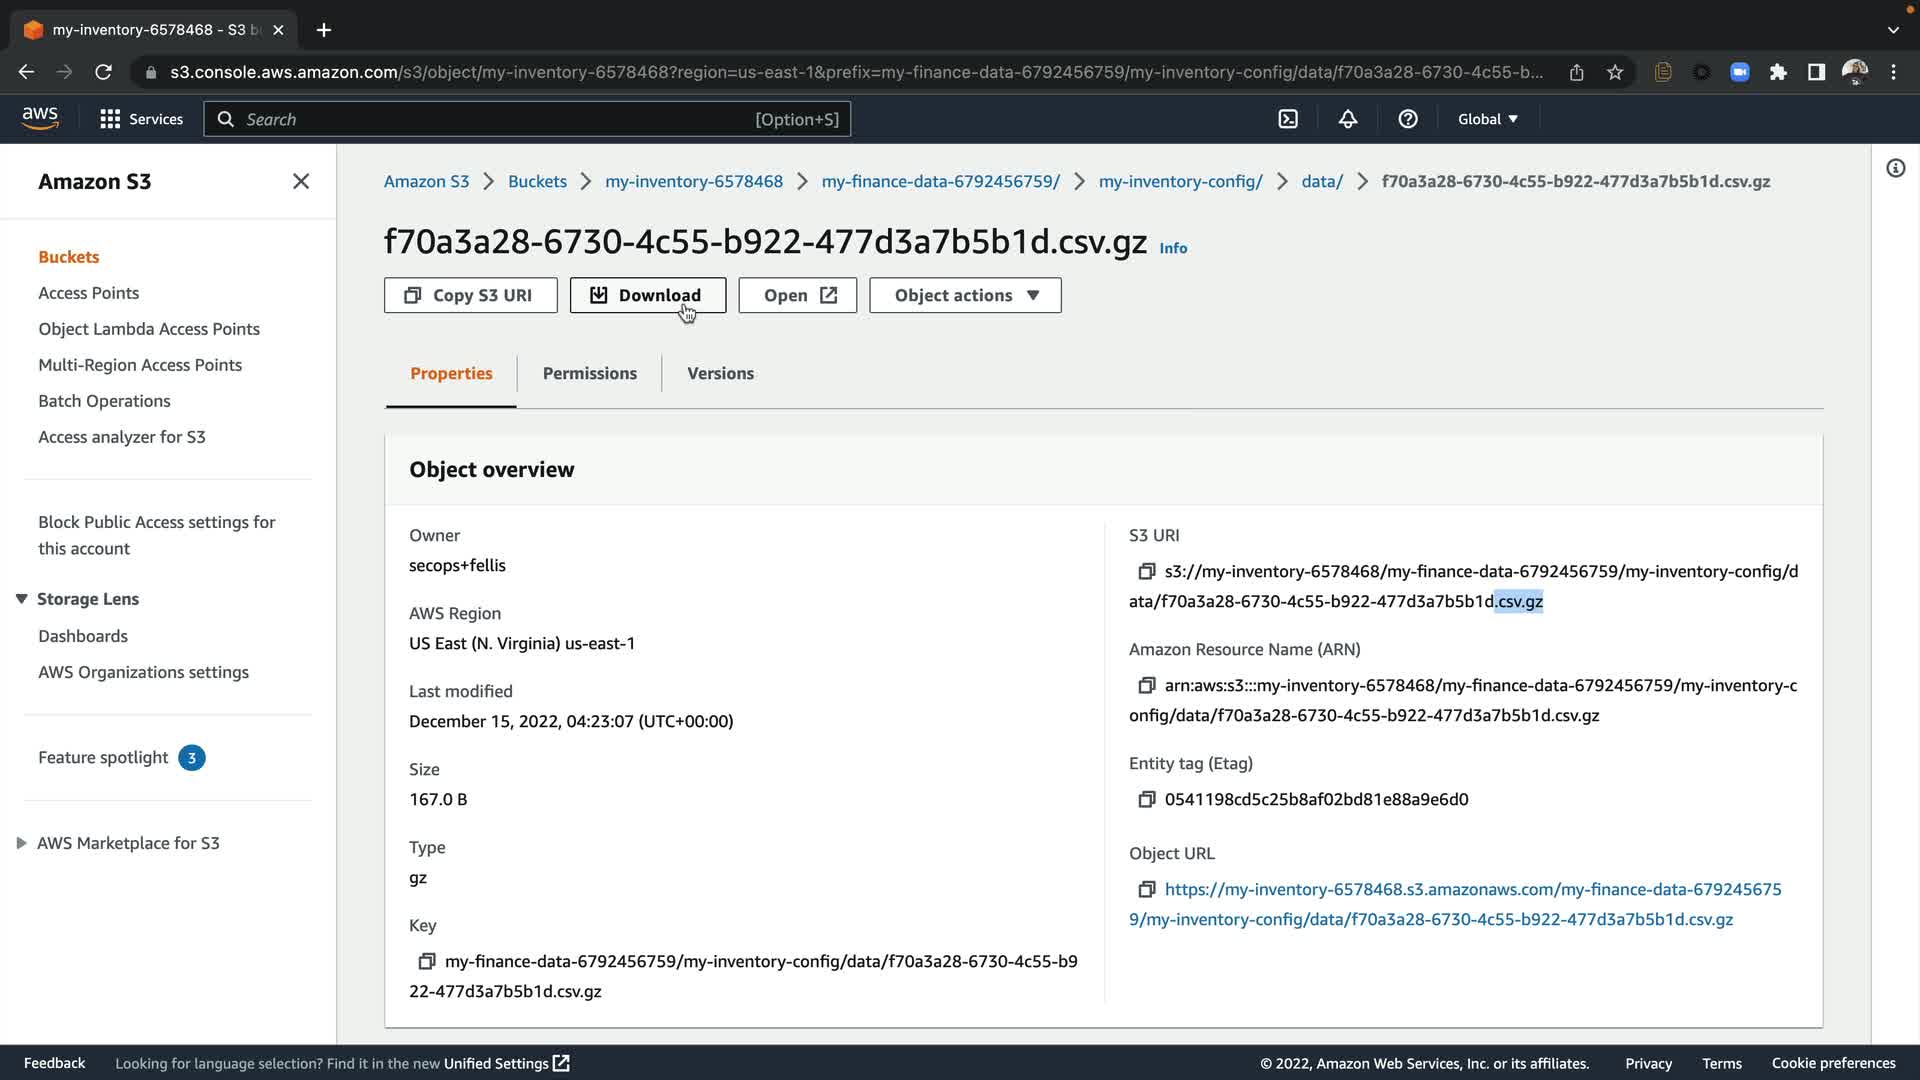 my-inventory-6578468 - S3 b
s3.console.aws.amazon.com/s3/object/my-inventory-6578468?region=us-east-1&prefix=my-finance-data-6792456759/my-inventory-config/data/f70a3a28-6730-4c55-b...
aws
Services
Search
[Option+S]
Global
Amazon S3
Buckets
Access Points
Object Lambda Access Points
Multi-Region Access Points
Batch Operations
Access analyzer for S3
Block Public Access settings for
this account
Storage Lens
Dashboards
AWS Organizations settings
Feature spotlight 3
AWS Marketplace for S3
Amazon S3 Buckets my-inventory-6578468 my-finance-data-6792456759/ my-inventory-config/ data/ f70a3a28-6730-4c55-b922-477d3a7b5b1d.csv.gz
f70a3a28-6730-4c55-b922-477d3a7b5b1d.csv.gz Info
Copy S3 URI
Download
Open
Object actions
Properties
Permissions
Versions
Object overview
Owner
secops+fellis
AWS Region
US East (N. Virginia) us-east-1
Last modified
December 15, 2022, 04:23:07 (UTC+00:00)
Size
167.0 B
Type
gz
Key
my-finance-data-6792456759/my-inventory-config/data/f70a3a28-6730-4c55-b9
22-477d3a7b5b1d.csv.gz
S3 URI
s3://my-inventory-6578468/my-finance-data-6792456759/my-inventory-config/d
ata/f70a3a28-6730-4c55-b922-477d3a7b5b1d.csv.gz
Amazon Resource Name (ARN)
arn:aws:s3:::my-inventory-6578468/my-finance-data-6792456759/my-inventory-c
onfig/data/f70a3a28-6730-4c55-b922-477d3a7b5b1d.csv.gz
Entity tag (Etag)
0541198cd5c25b8af02bd81e88a9e6d0
Object URL
https://my-inventory-6578468.s3.amazonaws.com/my-finance-data-679245675
9/my-inventory-config/data/f70a3a28-6730-4c55-b922-477d3a7b5b1d.csv.gz
Feedback
Looking for language selection? Find it in the new Unified Settings
© 2022, Amazon Web Services, Inc. or its affiliates.
Privacy
Terms
Cookie preferences